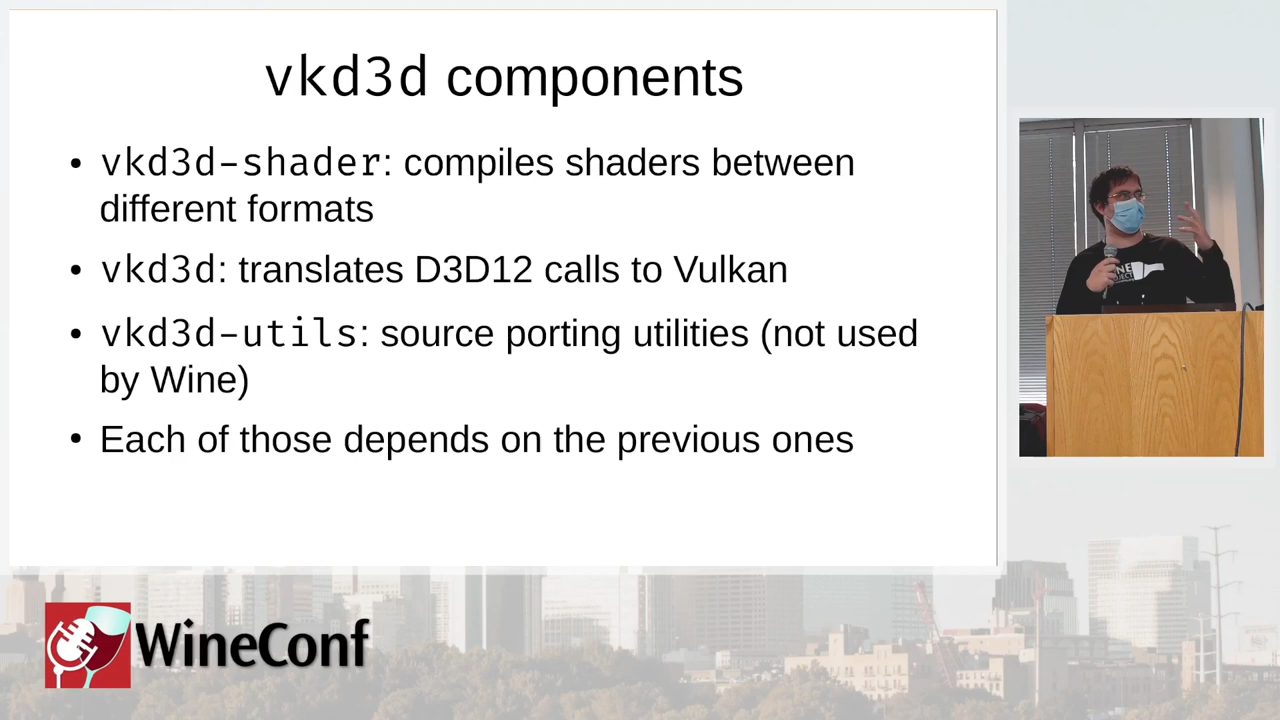 vkd3d components
• vkd3d-shader: compiles shaders between
different formats
• vkd3d: translates D3D12 calls to Vulkan
• vkd3d-utils: source porting utilities (not used
by Wine)
• Each of those depends on the previous ones
WineConf